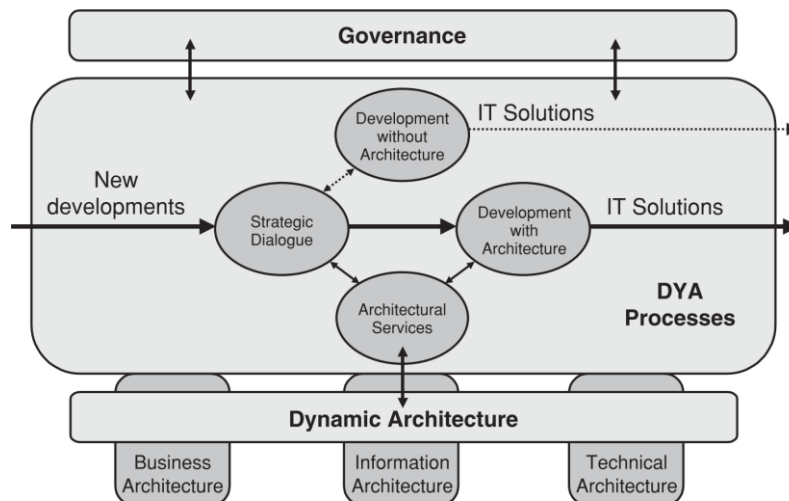 Governance
Development
without
Architecture
IT Solutions
New
developments
Strategic
Dialogue
Development
with
Architecture
IT Solutions
Architectural
Services
DYA
Processes
Dynamic Architecture
Business
Architecture
Information
Architecture
Technical
Architecture